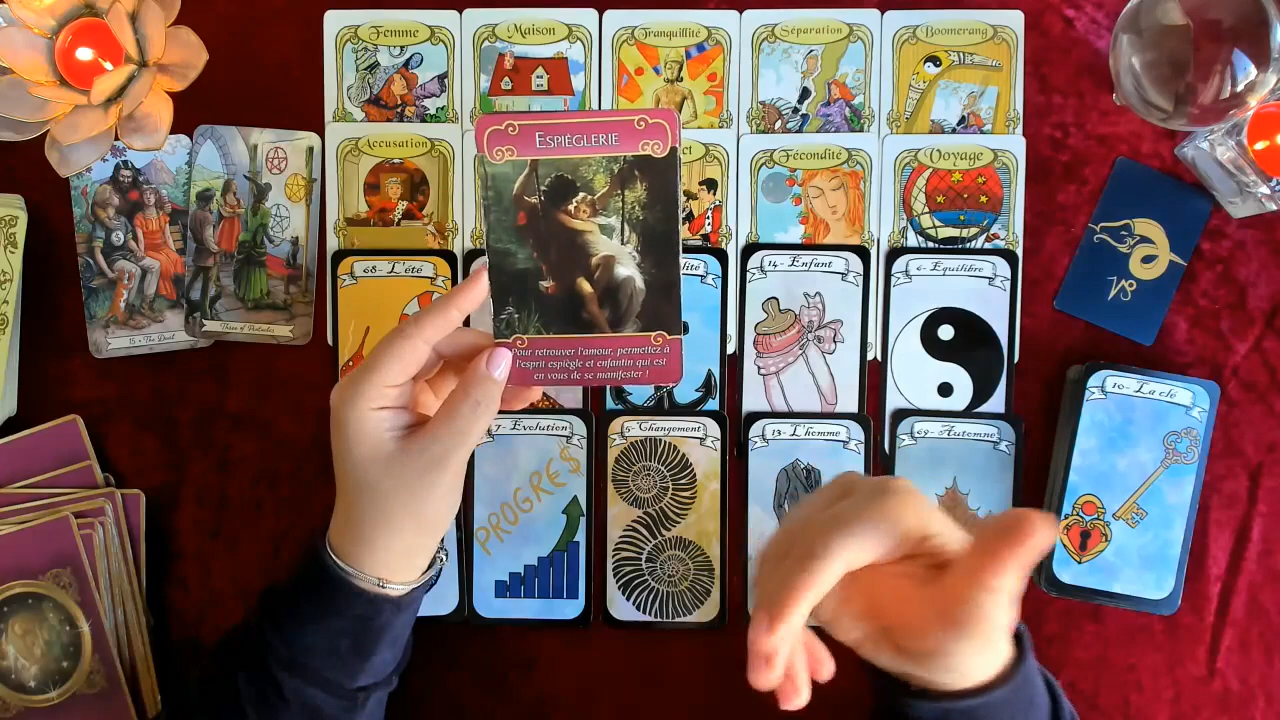 Femme
Maison
Tranquillité
Séparation
Boomerang
Accusation
Fécondité
Voyage
ESPIÈGLERIE
Pour retrouver l'amour, permettez à
l'esprit espiègle et enfantin qui est
en vous de se manifester !
15 • The Devil
Three of Pentacles
68- L'été
14- Enfant
6- Equilibre
10- La clé
7- Evolution
PROGRE$
5- Changement
13- L'homme
69- Automne